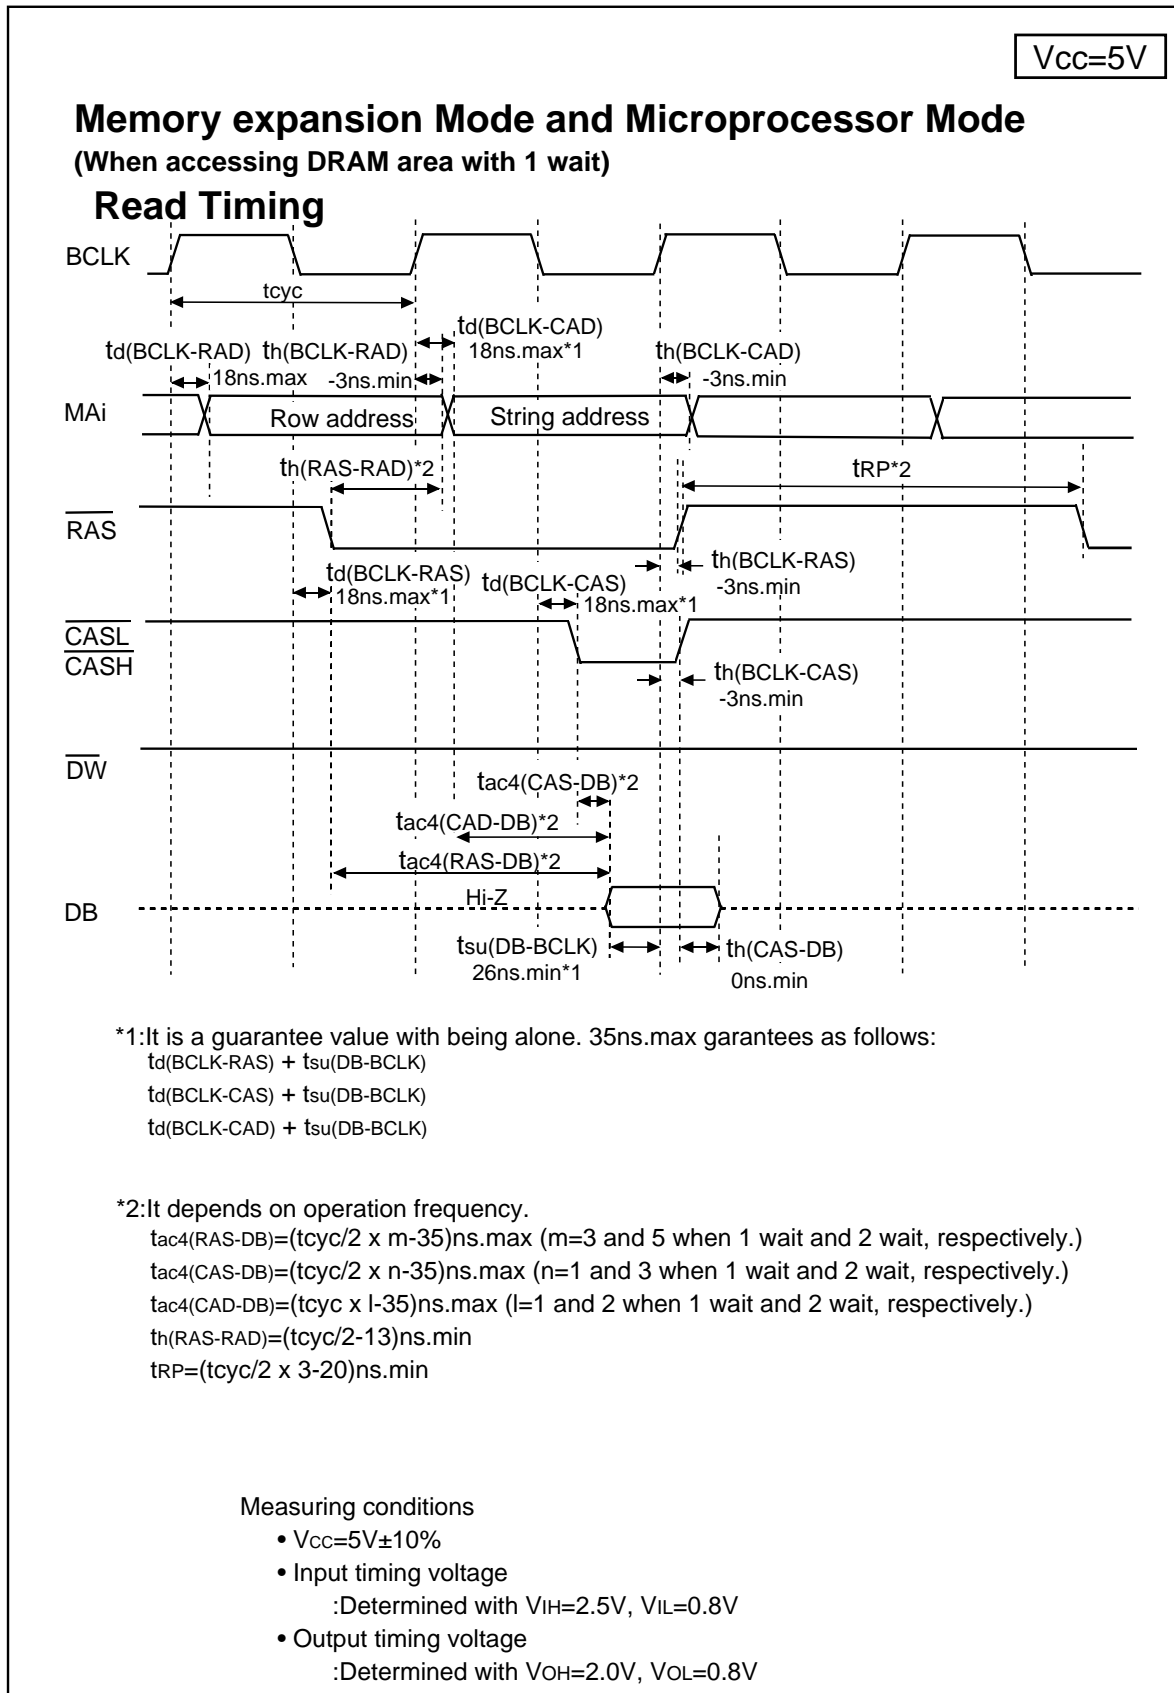 Vcc=5V
Memory expansion Mode and Microprocessor Mode
(When accessing DRAM area with 1 wait)
Read Timing
BCLK
tcyc
td(BCLK-RAD)
18ns.max
th(BCLK-RAD)
-3ns.min
td(BCLK-CAD)
18ns.max*1
th(BCLK-CAD)
-3ns.min
MAi
Row address
String address
th(RAS-RAD)*2
tRP*2
RAS
td(BCLK-RAS)
18ns.max*1
td(BCLK-CAS)
18ns.max*1
th(BCLK-RAS)
-3ns.min
CASL
CASH
th(BCLK-CAS)
-3ns.min
DW
tac4(CAS-DB)*2
tac4(CAD-DB)*2
tac4(RAS-DB)*2
Hi-Z
DB
tsu(DB-BCLK)
26ns.min*1
th(CAS-DB)
0ns.min
*1:It is a guarantee value with being alone. 35ns.max garantees as follows:
td(BCLK-RAS) + tsu(DB-BCLK)
td(BCLK-CAS) + tsu(DB-BCLK)
td(BCLK-CAD) + tsu(DB-BCLK)
*2:It depends on operation frequency.
tac4(RAS-DB)=(tcyc/2 x m-35)ns.max (m=3 and 5 when 1 wait and 2 wait, respectively.)
tac4(CAS-DB)=(tcyc/2 x n-35)ns.max (n=1 and 3 when 1 wait and 2 wait, respectively.)
tac4(CAD-DB)=(tcyc x l-35)ns.max (l=1 and 2 when 1 wait and 2 wait, respectively.)
th(RAS-RAD)=(tcyc/2-13)ns.min
tRP=(tcyc/2 x 3-20)ns.min
Measuring conditions
• VCC=5V±10%
• Input timing voltage
:Determined with VIH=2.5V, VIL=0.8V
• Output timing voltage
:Determined with VOH=2.0V, VOL=0.8V